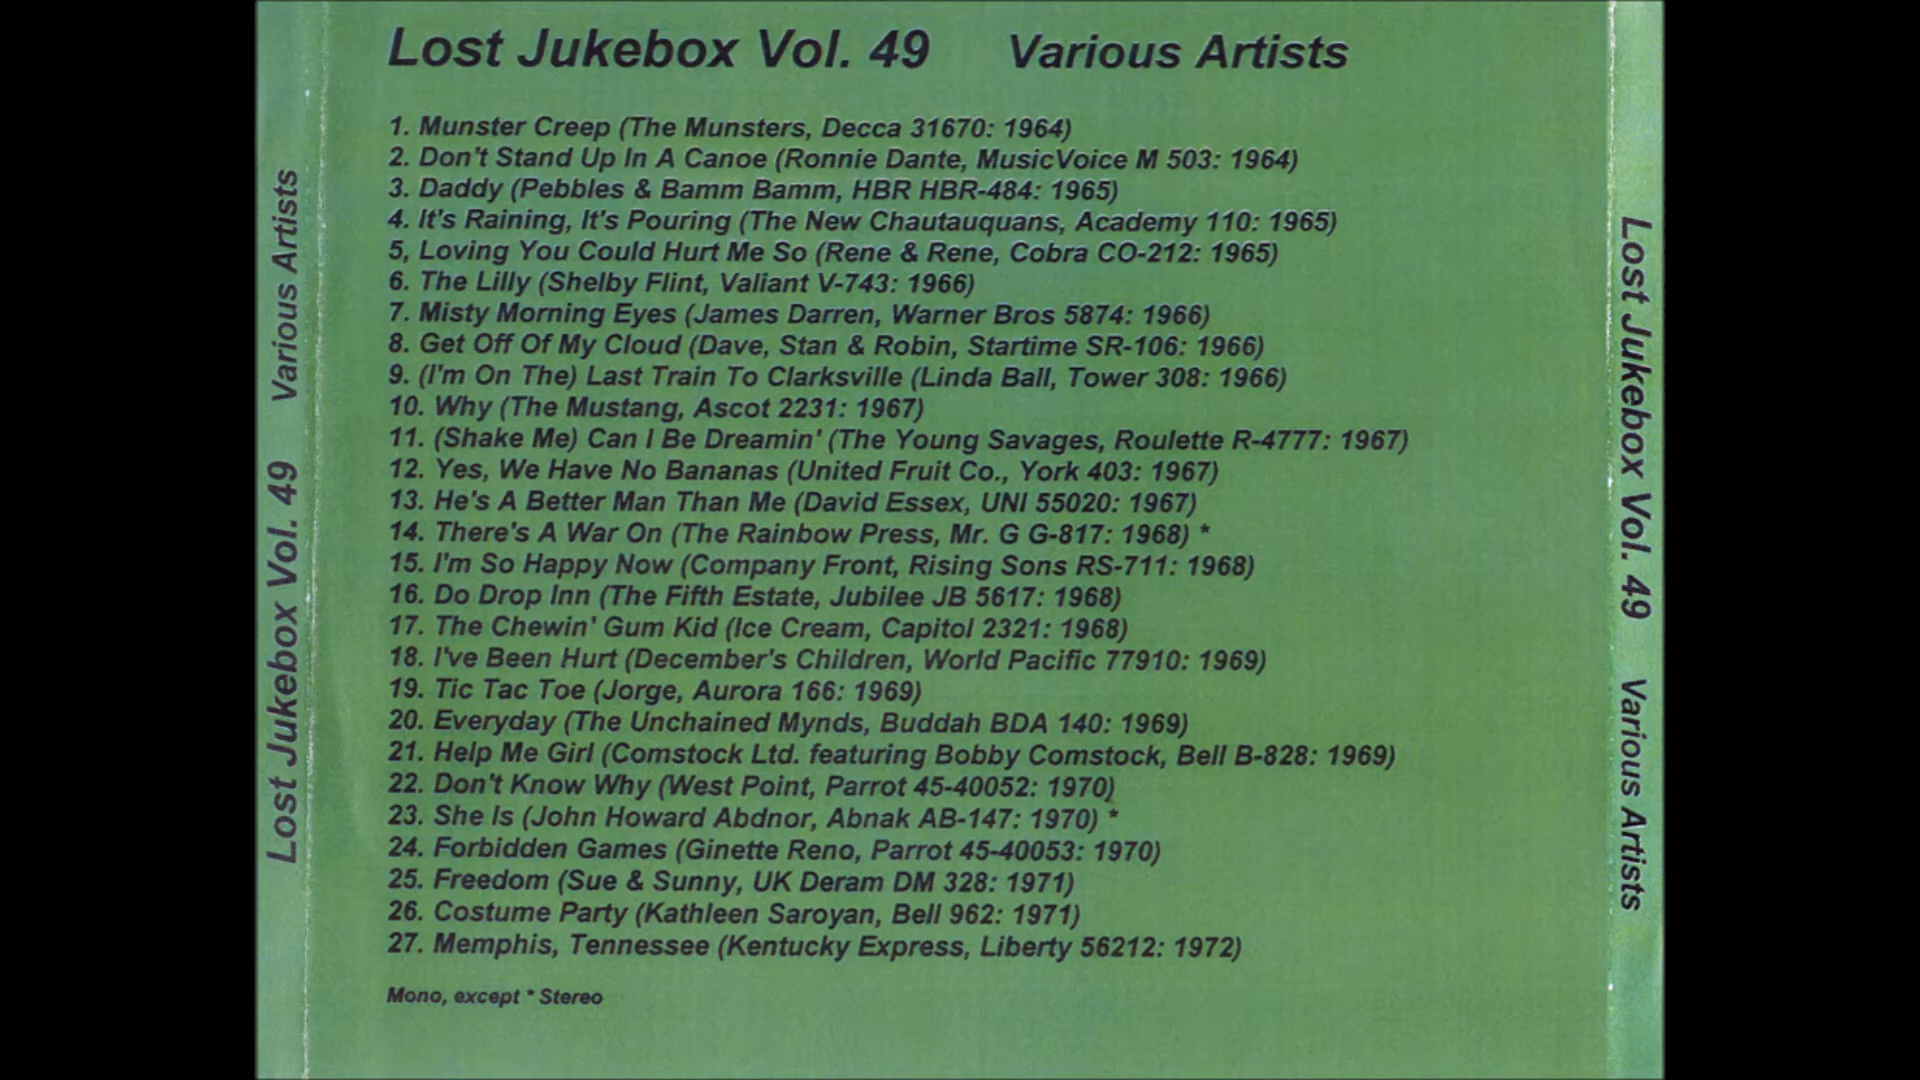 Lost Jukebox Vol. 49 Various Artists
1. Munster Creep (The Munsters, Decca 31670: 1964)
2. Don't Stand Up In A Canoe (Ronnie Dante, MusicVoice M 503: 1964)
3. Daddy (Pebbles & Bamm Bamm, HBR HBR-484: 1965)
4. It's Raining, It's Pouring (The New Chautauquans, Academy 110: 1965)
5, Loving You Could Hurt Me So (Rene & Rene, Cobra CO-212: 1965)
6. The Lilly (Shelby Flint, Valiant V-743: 1966)
7. Misty Morning Eyes (James Darren, Warner Bros 5874: 1966)
8. Get Off Of My Cloud (Dave, Stan & Robin, Startime SR-106: 1966)
9. (I'm On The) Last Train To Clarksville (Linda Ball, Tower 308: 1966)
10. Why (The Mustang, Ascot 2231: 1967)
11. (Shake Me) Can I Be Dreamin' (The Young Savages, Roulette R-4777: 1967)
12. Yes, We Have No Bananas (United Fruit Co., York 403: 1967)
13. He's A Better Man Than Me (David Essex, UNI 55020: 1967)
14. There's A War On (The Rainbow Press, Mr. G G-817: 1968) *
15. I'm So Happy Now (Company Front, Rising Sons RS-711: 1968)
16. Do Drop Inn (The Fifth Estate, Jubilee JB 5617: 1968)
17. The Chewin' Gum Kid (Ice Cream, Capitol 2321: 1968)
18. I've Been Hurt (December's Children, World Pacific 77910: 1969)
19. Tic Tac Toe (Jorge, Aurora 166: 1969)
20. Everyday (The Unchained Mynds, Buddah BDA 140: 1969)
21. Help Me Girl (Comstock Ltd. featuring Bobby Comstock, Bell B-828: 1969)
22. Don't Know Why (West Point, Parrot 45-40052: 1970)
23. She Is (John Howard Abdnor, Abnak AB-147: 1970) *
24. Forbidden Games (Ginette Reno, Parrot 45-40053: 1970)
25. Freedom (Sue & Sunny, UK Deram DM 328: 1971)
26. Costume Party (Kathleen Saroyan, Bell 962: 1971)
27. Memphis, Tennessee (Kentucky Express, Liberty 56212: 1972)
Mono, except * Stereo
Lost Jukebox Vol. 49 Various Artists
Lost Jukebox Vol. 49 Various Artists